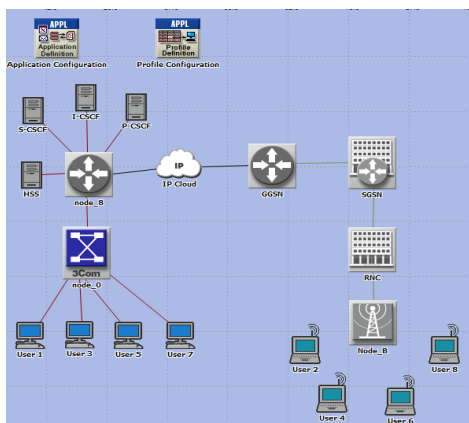 APPL
Application
Definition
Application Configuration
APPL
Profile
Definition
Profile Configuration
I-CSCF
S-CSCF
P-CSCF
HSS
node_8
IP
IP Cloud
GGSN
SGSN
3Com
node_0
RNC
Node_B
User 1
User 3
User 5
User 7
User 2
User 8
User 4
User 6